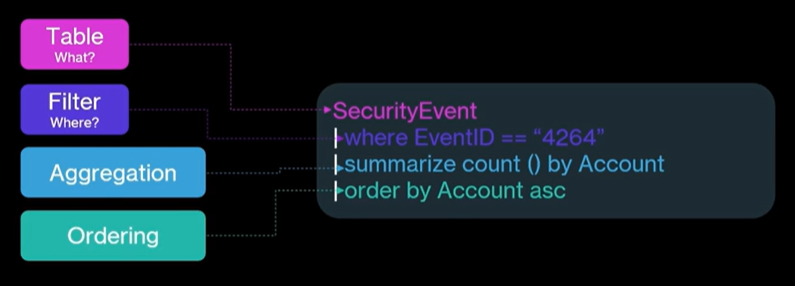 Table
What?
Filter
Where?
Aggregation
Ordering
SecurityEvent
|where EventID == “4264”
|summarize count () by Account
|order by Account asc